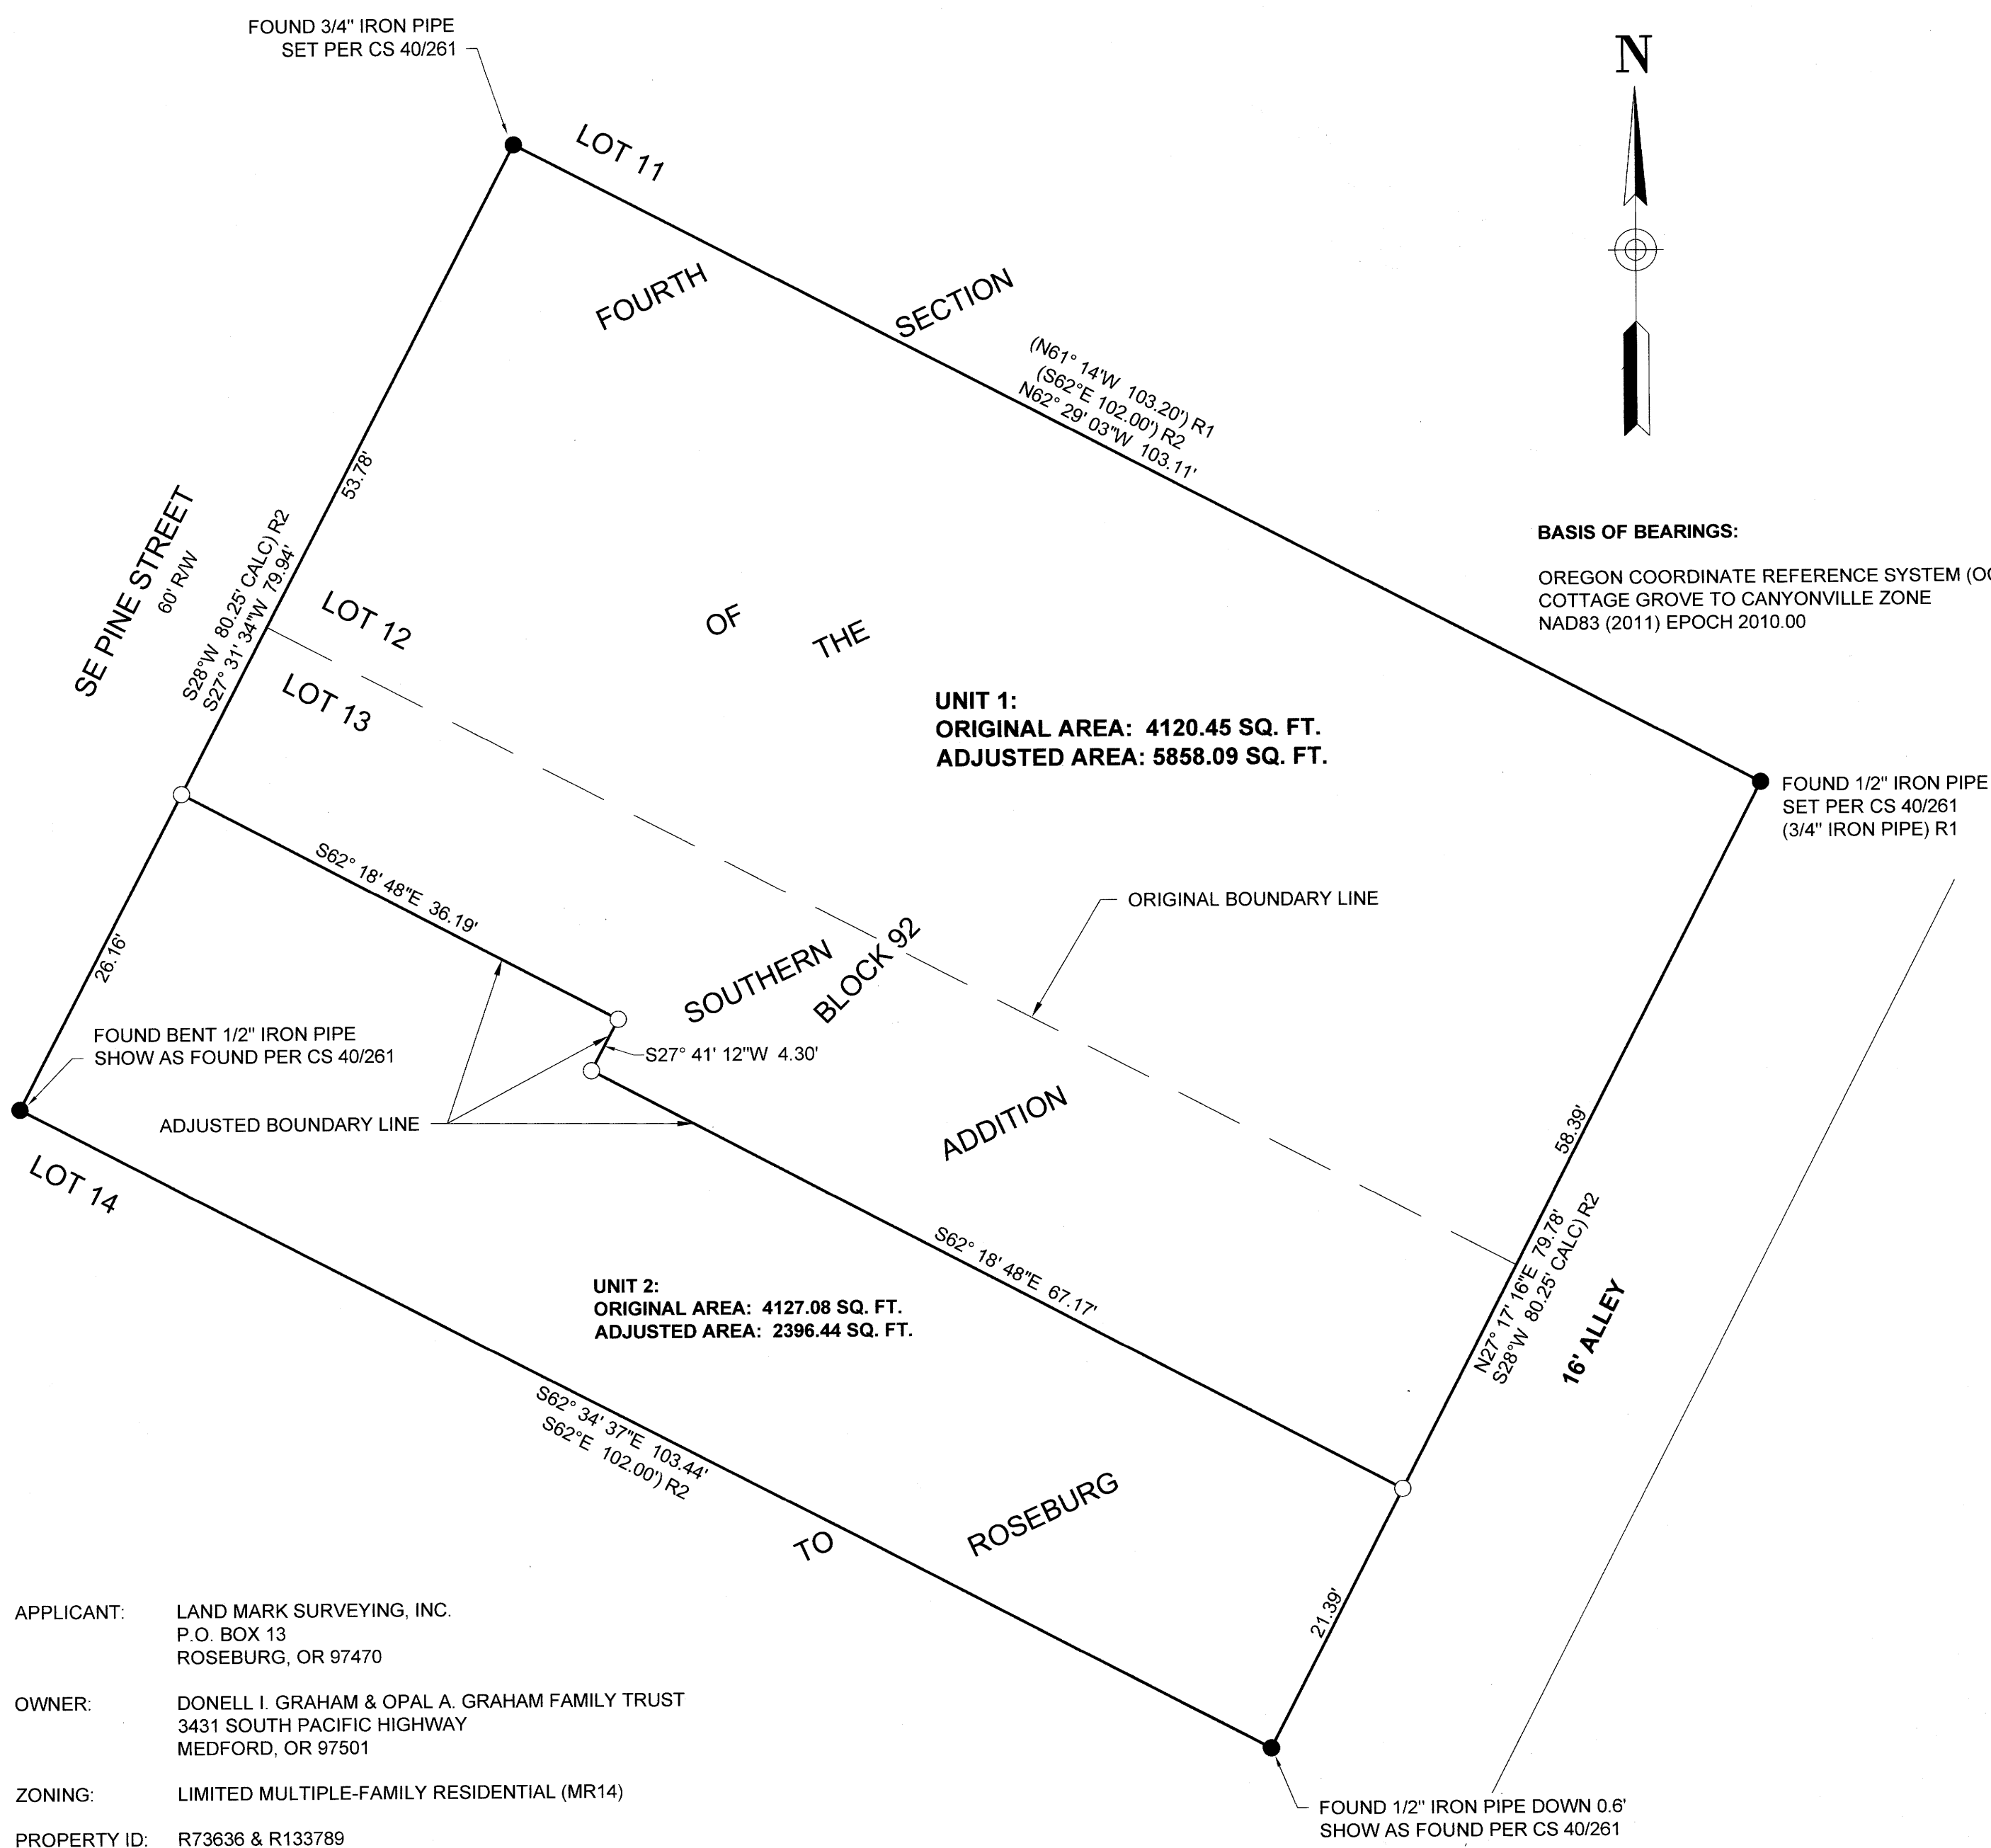 FOUND 3/4" IRON PIPE
SET PER CS 40/261
N
LOT 11
FOURTH
SECTION
(N61° 14'W 103.20') R1
(S62°E 102.00') R2
N62° 29' 03"W 103.11'
53.78'
SE PINE STREET
60' R/W
S28°W 80.25' CALC) R2
S27° 31' 34"W 79.94'
BASIS OF BEARINGS:
OREGON COORDINATE REFERENCE SYSTEM
COTTAGE GROVE TO CANYONVILLE ZONE
NAD83 (2011) EPOCH 2010.00
LOT 12
LOT 13
OF
THE
UNIT 1:
ORIGINAL AREA: 4120.45 SQ. FT.
ADJUSTED AREA: 5858.09 SQ. FT.
FOUND 1/2" IRON PIPE
SET PER CS 40/261
(3/4" IRON PIPE) R1
S62° 18' 48"E 36.19'
ORIGINAL BOUNDARY LINE
26.16'
SOUTHERN
BLOCK 92
FOUND BENT 1/2" IRON PIPE
SHOW AS FOUND PER CS 40/261
S27° 41' 12"W 4.30'
ADJUSTED BOUNDARY LINE
ADDITION
58.39'
LOT 14
S62° 18' 48"E 67.17'
N27° 17' 16"E 79.78'
S28°W 80.25' CALC) R2
16' ALLEY
UNIT 2:
ORIGINAL AREA: 4127.08 SQ. FT.
ADJUSTED AREA: 2396.44 SQ. FT.
S62° 34' 37"E 103.44'
S62°E 102.00') R2
TO
ROSEBURG
21.39'
APPLICANT: LAND MARK SURVEYING, INC.
P.O. BOX 13
ROSEBURG, OR 97470
OWNER: DONELL I. GRAHAM & OPAL A. GRAHAM FAMILY TRUST
3431 SOUTH PACIFIC HIGHWAY
MEDFORD, OR 97501
ZONING: LIMITED MULTIPLE-FAMILY RESIDENTIAL (MR14)
FOUND 1/2" IRON PIPE DOWN 0.6'
SHOW AS FOUND PER CS 40/261
PROPERTY ID: R73636 & R133789